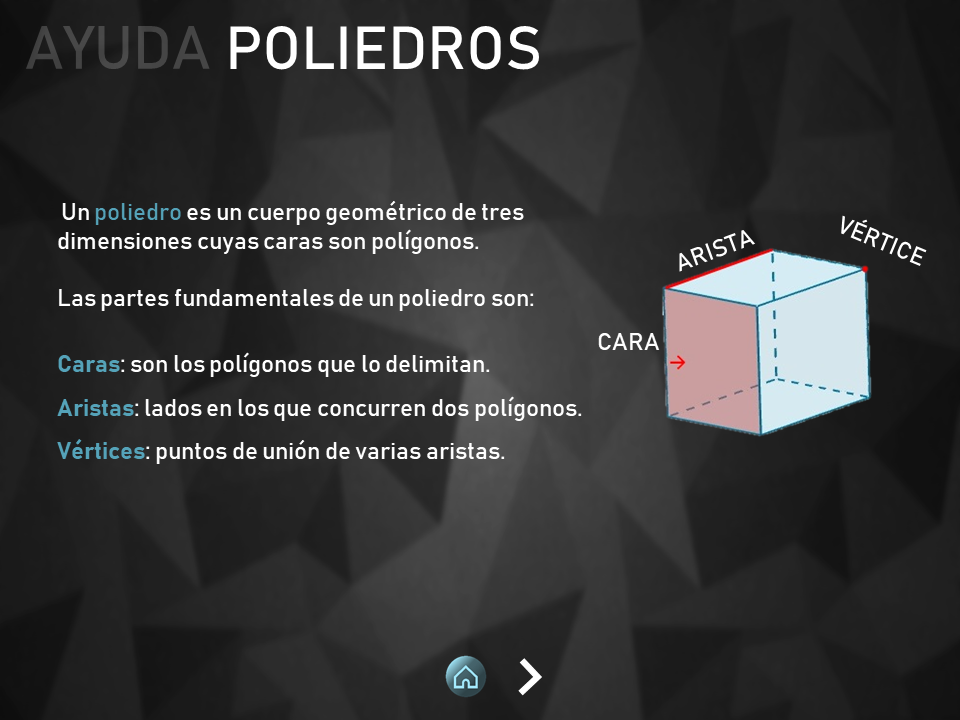 AYUDA POLIEDROS
Un poliedro es un cuerpo geométrico de tres
dimensiones cuyas caras son polígonos.
Las partes fundamentales de un poliedro son:
Caras: son los polígonos que lo delimitan.
Aristas: lados en los que concurren dos polígonos.
Vértices: puntos de unión de varias aristas.
ARISTA
VÉRTICE
CARA